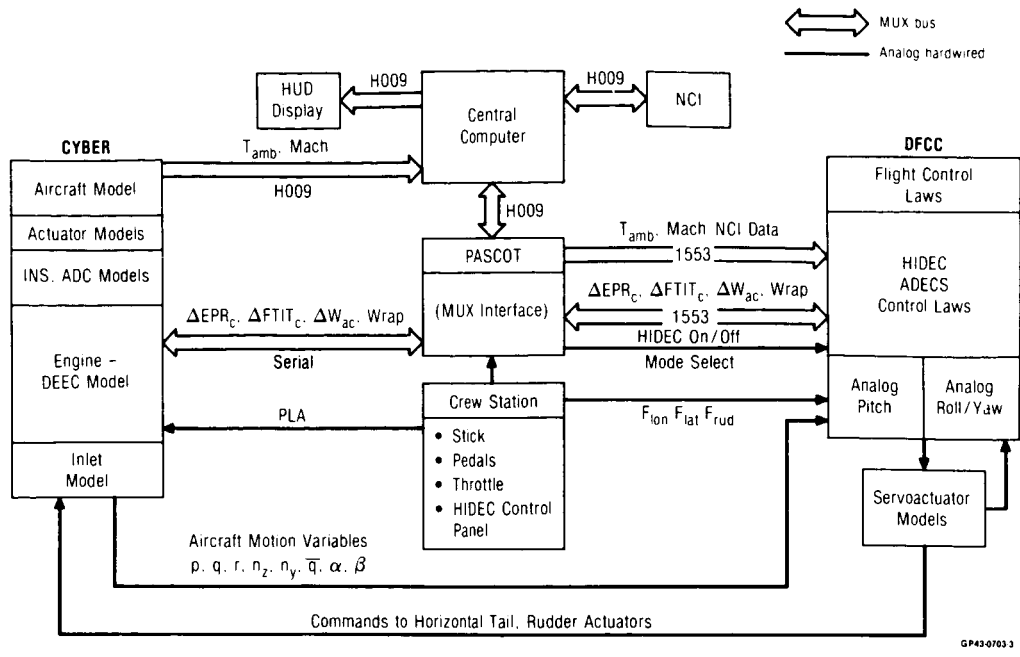 MUX bus
Analog hardwired
HUD
Display
H009
Central
Computer
H009
NCI
CYBER
T_amb. Mach
H009
Aircraft Model
Actuator Models
INS. ADC Models
Engine –
DEEC Model
Inlet
Model
H009
PASCOT
(MUX Interface)
ΔEPR_c, ΔFTIT_c, ΔW_ac, Wrap
Serial
PLA
Crew Station
• Stick
• Pedals
• Throttle
• HIDEC Control
Panel
T_amb. Mach NCI Data
1553
ΔEPR_c, ΔFTIT_c, ΔW_ac. Wrap
1553
HIDEC On/Off
Mode Select
F_lon F_lat F_rud
DFCC
Flight Control
Laws
HIDEC
ADECS
Control Laws
Analog
Pitch
Analog
Roll/Yaw
Servoactuator
Models
Aircraft Motion Variables
p. q. r, n_z. n_y. q̅. α. β
Commands to Horizontal Tail, Rudder Actuators
GP43-0703-3